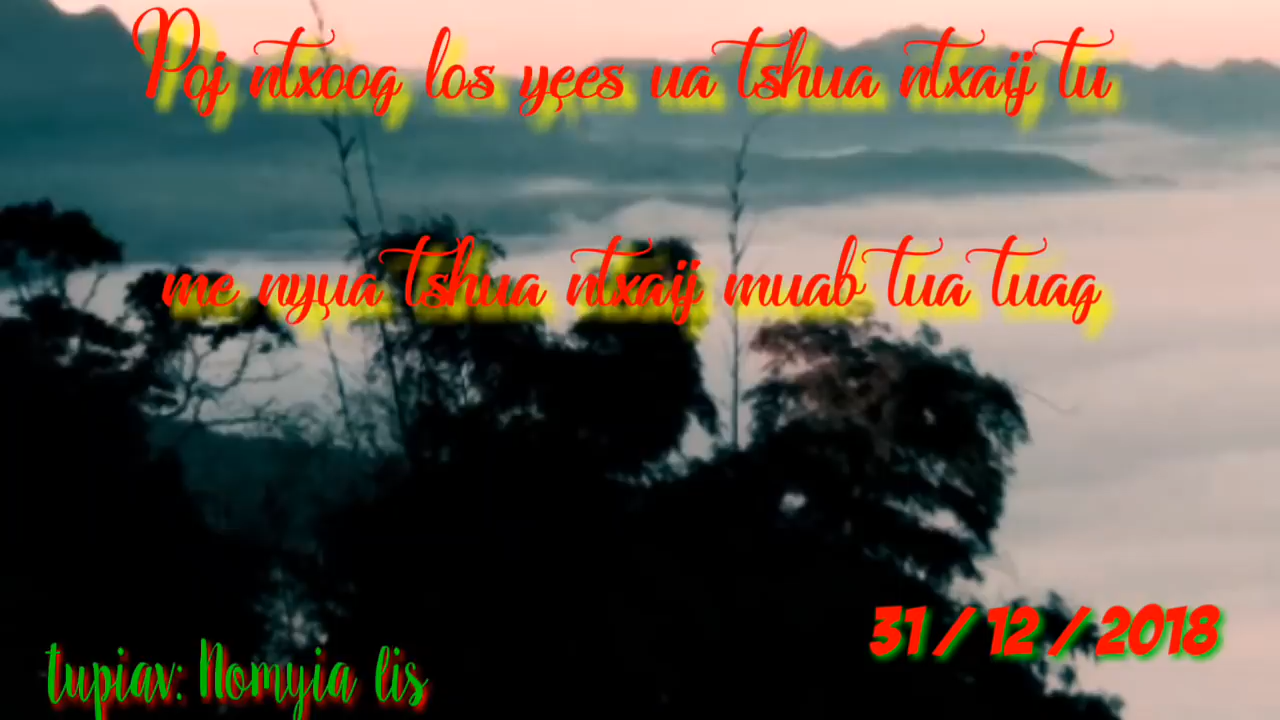 Poj ntxoog los yees ua tshua ntxaij tu
me nyua tshua ntxaij muab tua tuag
31 / 12 / 2018
tupiav: Nomyia lis